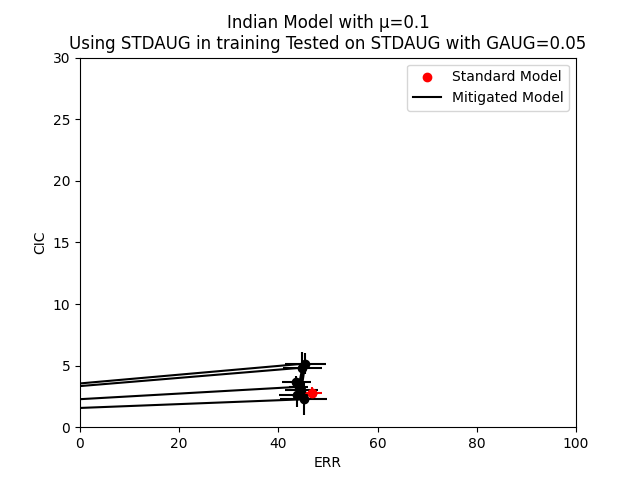 Indian Model with μ=0.1
Using STDAUG in training Tested on STDAUG with GAUG=0.05
Standard Model
Mitigated Model
30
25
20
15
10
5
0
CIC
0 20 40 60 80 100
ERR